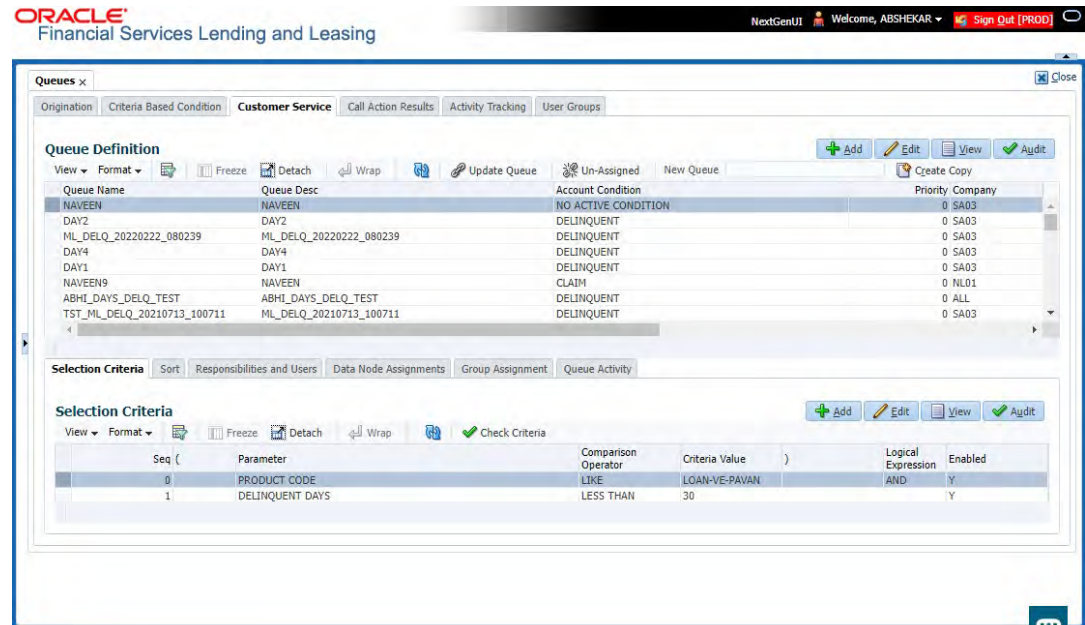 ORACLE
Financial Services Lending and Leasing
NextGenUI Welcome, ABSHEKAR Sign Out [PROD]
Queues x Close
Origination Criteria Based Condition Customer Service Call Action Results Activity Tracking User Groups
Queue Definition Add Edit View Audit
View Format Freeze Detach Wrap Update Queue Un-Assigned New Queue Create Copy
Queue Name Queue Desc Account Condition Priority Company
NAVEEN NAVEEN NO ACTIVE CONDITION 0 SA03
DAY2 DAY2 DELINQUENT 0 SA03
ML_DELQ_20220222_080239 ML_DELQ_20220222_080239 DELINQUENT 0 SA03
DAY4 DAY4 DELINQUENT 0 SA03
DAY1 DAY1 DELINQUENT 0 SA03
NAVEEN9 NAVEEN CLAIM 0 NL01
ABHI_DAYS_DELQ_TEST ABHI_DAYS_DELQ_TEST DELINQUENT 0 ALL
TST_ML_DELQ_20210713_100711 ML_DELQ_20210713_100711 DELINQUENT 0 SA03
Selection Criteria Sort Responsibilities and Users Data Node Assignments Group Assignment Queue Activity
Selection Criteria Add Edit View Audit
View Format Freeze Detach Wrap Check Criteria
Seq ( Parameter Comparison Operator Criteria Value ) Logical Expression Enabled
0 PRODUCT CODE LIKE LOAN-VE-PAVAN AND Y
1 DELINQUENT DAYS LESS THAN 30 Y